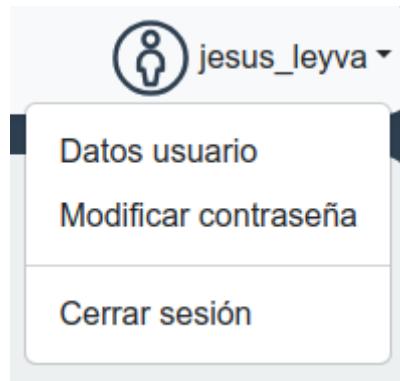 jesus_leyva
Datos usuario
Modificar contraseña
Cerrar sesión